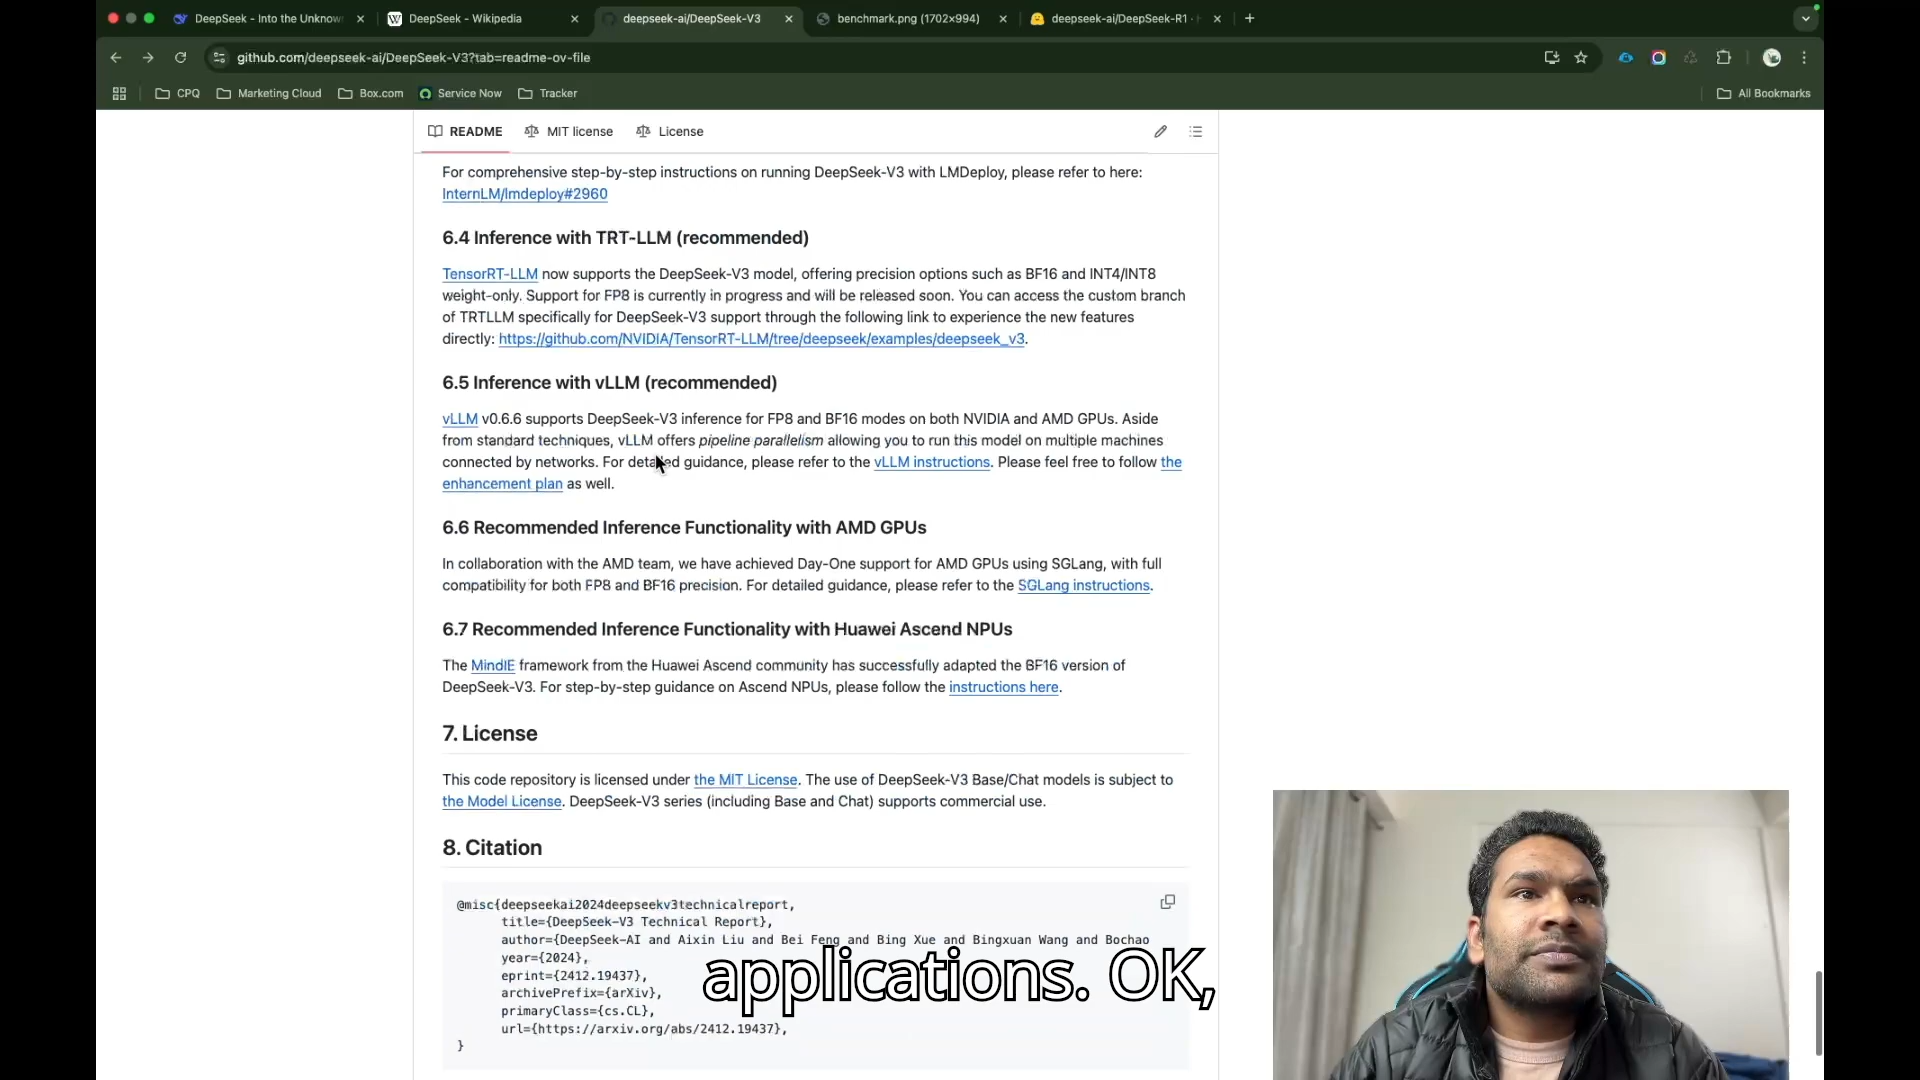 DeepSeek - Into the Unknown
DeepSeek - Wikipedia
deepseek-ai/DeepSeek-V3
benchmark.png (1702×994)
deepseek-ai/DeepSeek-R1 ·
github.com/deepseek-ai/DeepSeek-V3?tab=readme-ov-file
CPQ
Marketing Cloud
Box.com
Service Now
Tracker
All Bookmarks
README
MIT license
License
For comprehensive step-by-step instructions on running DeepSeek-V3 with LMDeploy, please refer to here:
InternLM/lmdeploy#2960
6.4 Inference with TRT-LLM (recommended)
TensorRT-LLM now supports the DeepSeek-V3 model, offering precision options such as BF16 and INT4/INT8
weight-only. Support for FP8 is currently in progress and will be released soon. You can access the custom branch
of TRTLLM specifically for DeepSeek-V3 support through the following link to experience the new features
directly: https://github.com/NVIDIA/TensorRT-LLM/tree/deepseek/examples/deepseek_v3.
6.5 Inference with vLLM (recommended)
vLLM v0.6.6 supports DeepSeek-V3 inference for FP8 and BF16 modes on both NVIDIA and AMD GPUs. Aside
from standard techniques, vLLM offers pipeline parallelism allowing you to run this model on multiple machines
connected by networks. For detailed guidance, please refer to the vLLM instructions. Please feel free to follow the
enhancement plan as well.
6.6 Recommended Inference Functionality with AMD GPUs
In collaboration with the AMD team, we have achieved Day-One support for AMD GPUs using SGLang, with full
compatibility for both FP8 and BF16 precision. For detailed guidance, please refer to the SGLang instructions.
6.7 Recommended Inference Functionality with Huawei Ascend NPUs
The MindIE framework from the Huawei Ascend community has successfully adapted the BF16 version of
DeepSeek-V3. For step-by-step guidance on Ascend NPUs, please follow the instructions here.
7. License
This code repository is licensed under the MIT License. The use of DeepSeek-V3 Base/Chat models is subject to
the Model License. DeepSeek-V3 series (including Base and Chat) supports commercial use.
8. Citation
@misc{deepseekai2024deepseekv3technicalreport,
title={DeepSeek-V3 Technical Report},
author={DeepSeek-AI and Aixin Liu and Bei Feng and Bing Xue and Bingxuan Wang and Bochao
year={2024},
eprint={2412.19437},
archivePrefix={arXiv},
primaryClass={cs.CL},
url={https://arxiv.org/abs/2412.19437},
}
applications. OK,